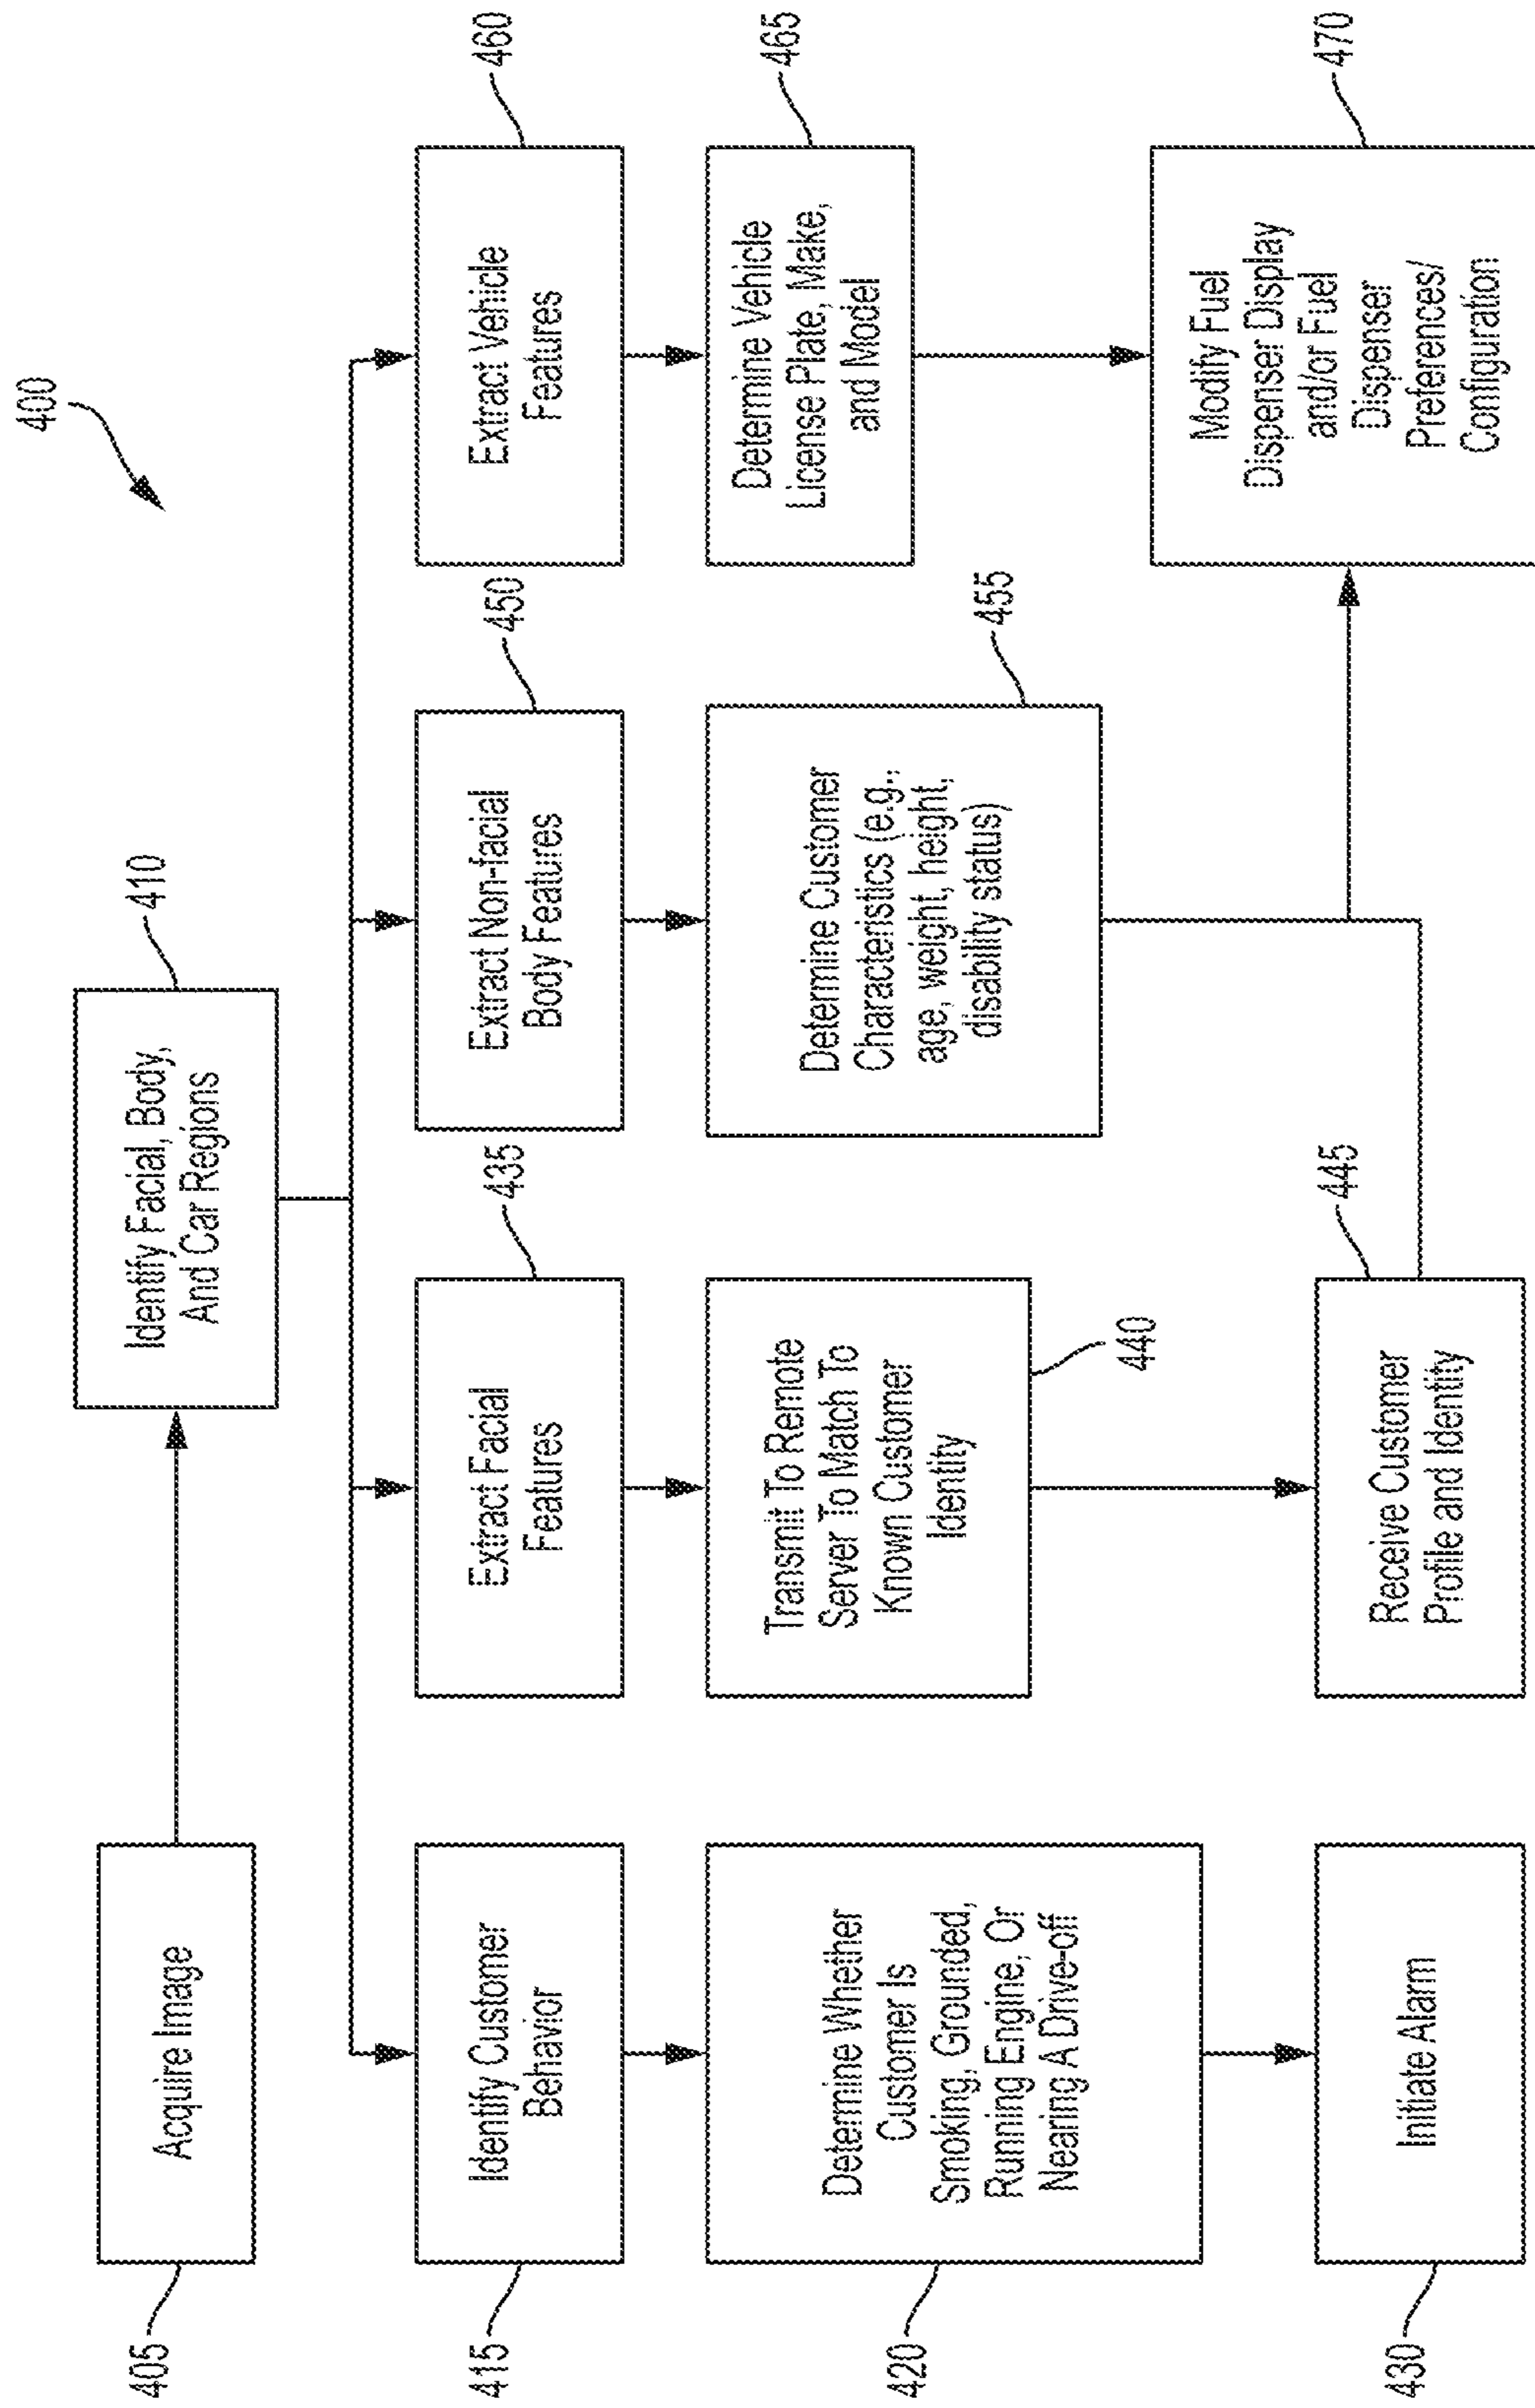 400
Acquire Image
405
Identify Facial, Body,
And Car Regions
410
Identify Customer
Behavior
415
Extract Facial
Features
435
Extract Non-facial
Body Features
450
Extract Vehicle
Features
460
Determine Whether
Customer Is
Smoking, Grounded,
Running Engine, Or
Nearing A Drive-off
420
Transmit To Remote
Server To Match To
Known Customer
Identity
440
Determine Customer
Characteristics (e.g.,
age, weight, height,
disability status)
455
Determine Vehicle
License Plate, Make,
and Model
465
Initiate Alarm
430
Receive Customer
Profile and Identity
445
Modify Fuel
Dispenser Display
and/or Fuel
Dispenser
Preferences/
Configuration
470